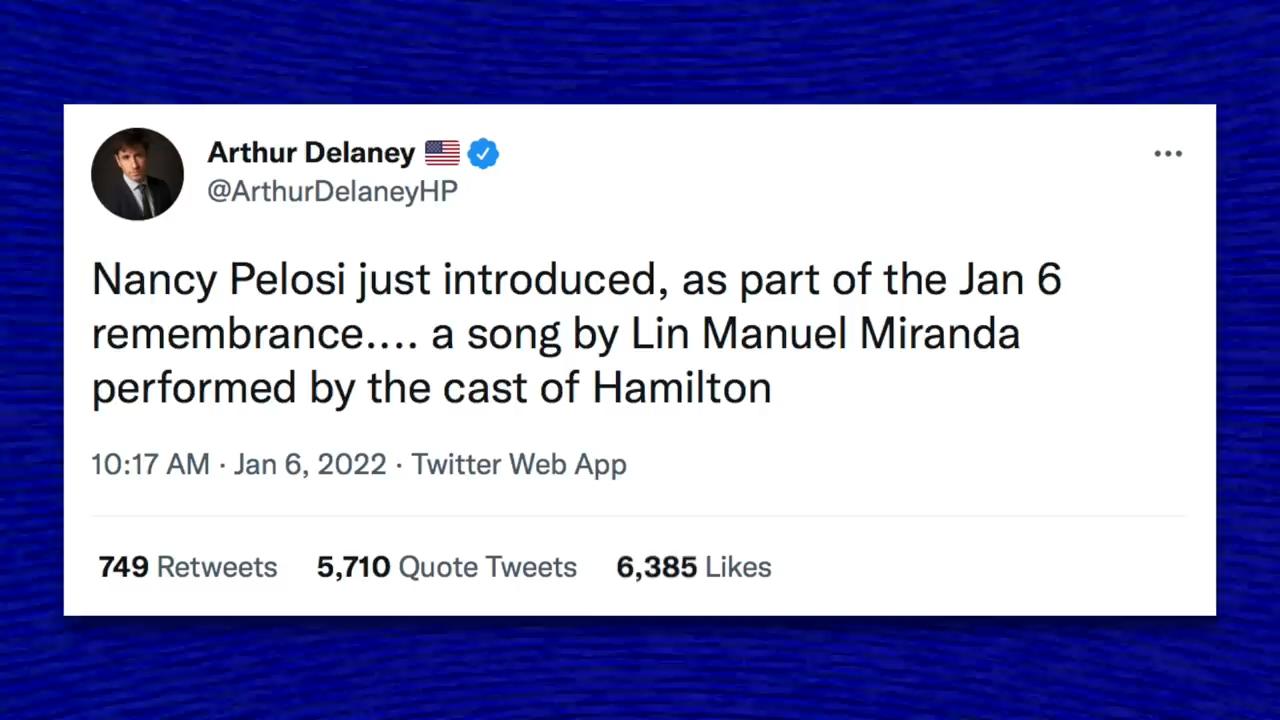 Arthur Delaney 🇺🇸
@ArthurDelaneyHP
Nancy Pelosi just introduced, as part of the Jan 6
remembrance.... a song by Lin Manuel Miranda
performed by the cast of Hamilton
10:17 AM · Jan 6, 2022 · Twitter Web App
749 Retweets 5,710 Quote Tweets 6,385 Likes